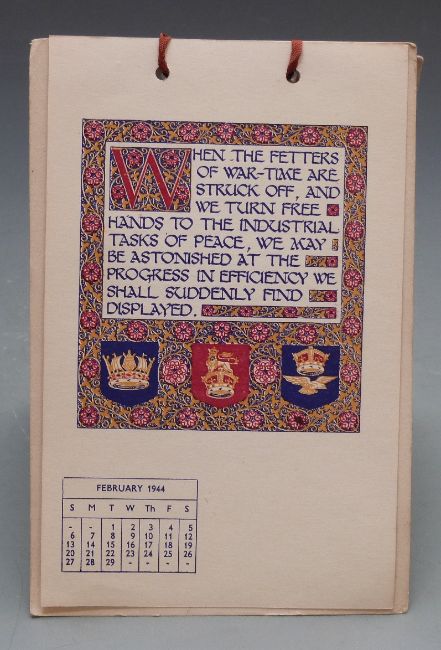 WHEN THE FETTERS
OF WAR-TIME ARE
STRUCK OFF, AND
WE TURN FREE
HANDS TO THE INDUSTRIAL
TASKS OF PEACE, WE MAY
BE ASTONISHED AT THE
PROGRESS IN EFFICIENCY WE
SHALL SUDDENLY FIND
DISPLAYED.
FEBRUARY 1944
S M T W Th F S
- - 1 2 3 4 5
6 7 8 9 10 11 12
13 14 15 16 17 18 19
20 21 22 23 24 25 26
27 28 29 - - - -